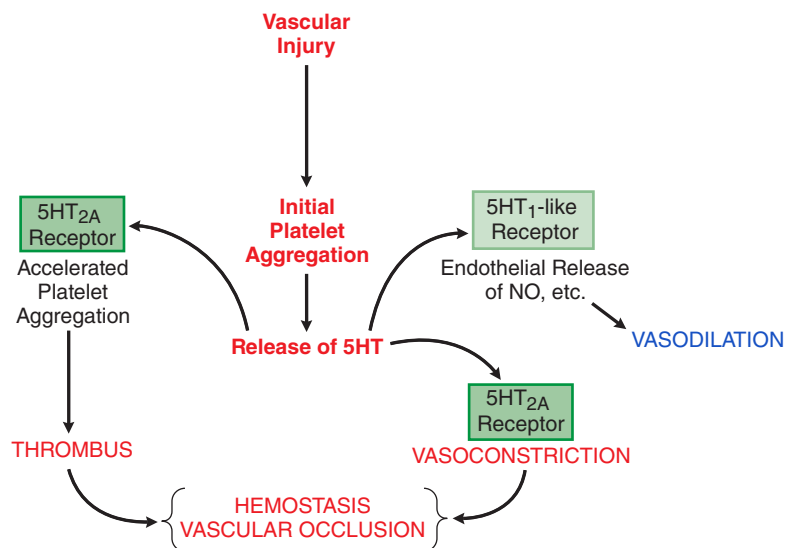 Vascular
Injury
5HT2A
Receptor
Accelerated
Platelet
Aggregation
Initial
Platelet
Aggregation
5HT1-like
Receptor
Endothelial Release
of NO, etc.
Release of 5HT
VASODILATION
5HT2A
Receptor
THROMBUS
VASOCONSTRICTION
HEMOSTASIS
VASCULAR OCCLUSION